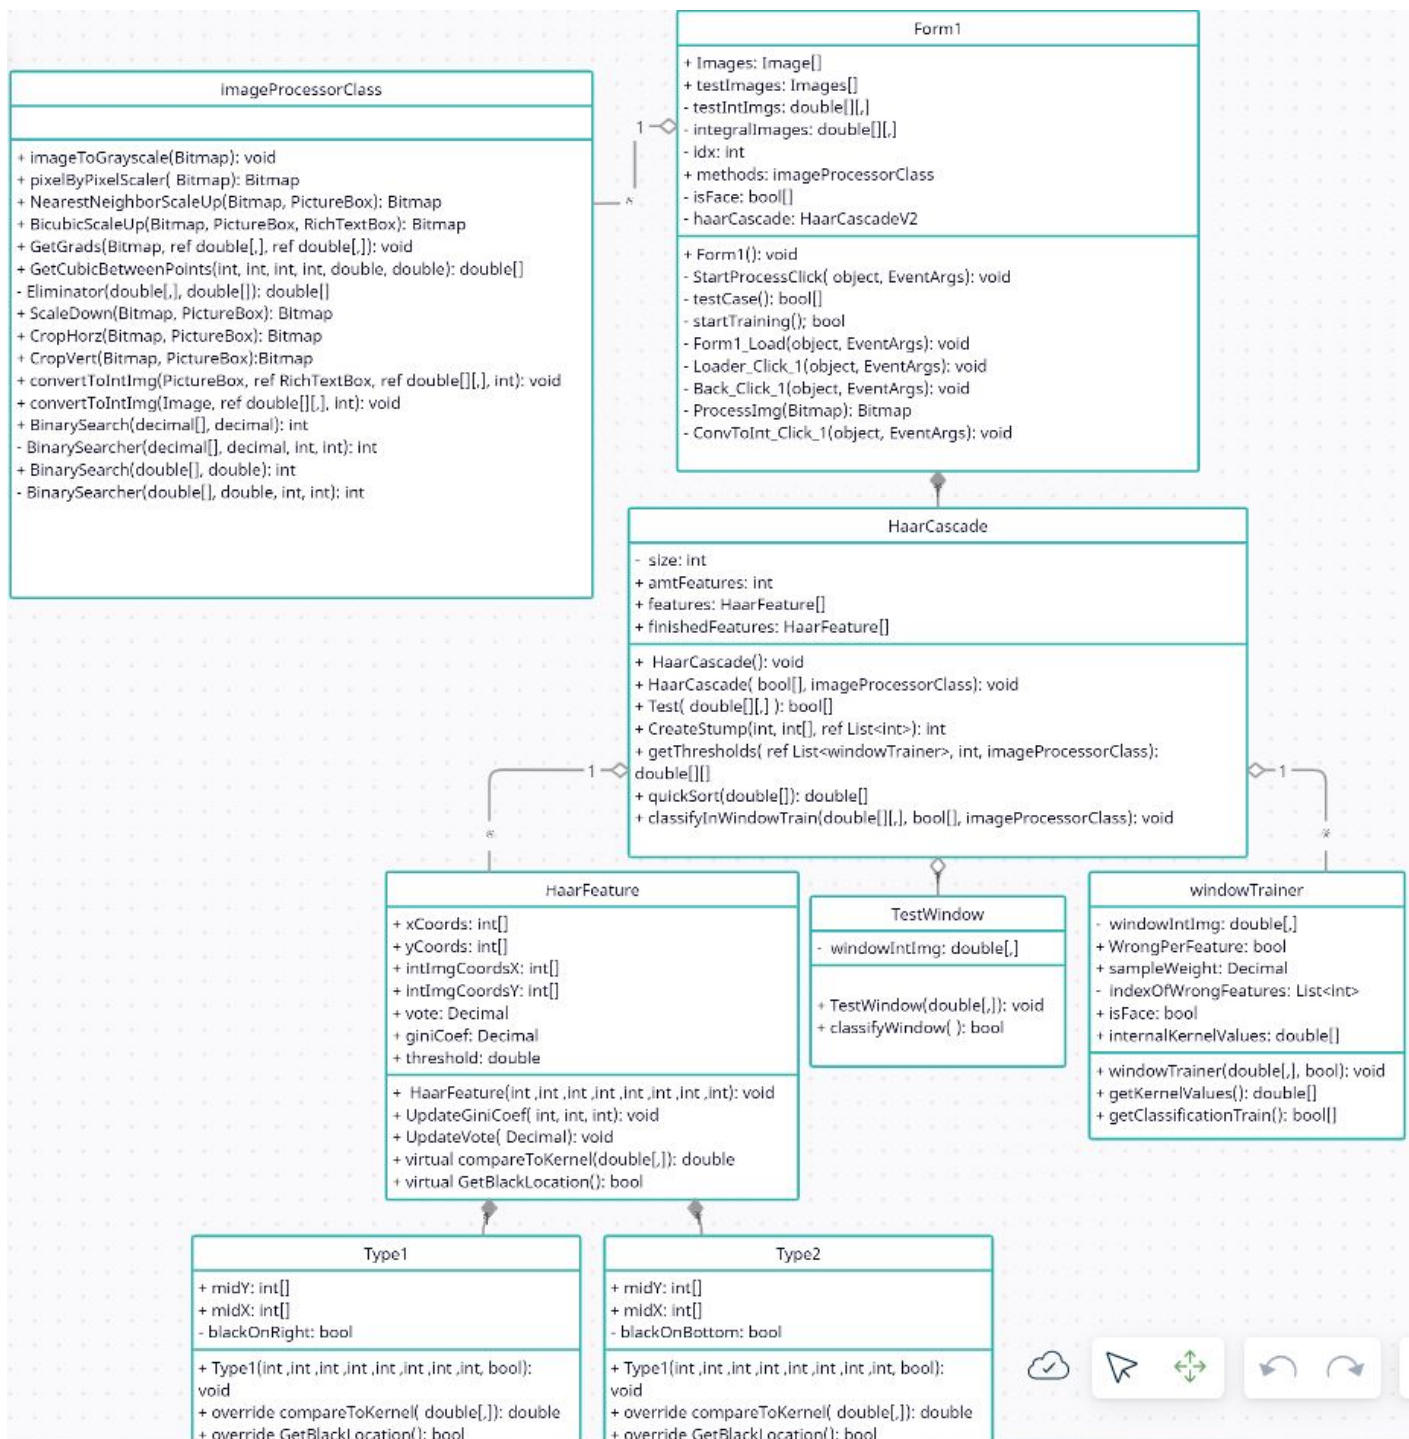 Form1
+ Images: Image[]
+ testImages: Images[]
- testIntImgs: double[][,]
- integralImages: double[][,]
- idx: int
+ methods: imageProcessorClass
- isFace: bool[]
- haarCascade: HaarCascadeV2
+ Form1(): void
- StartProcessClick( object, EventArgs): void
- testCase(): bool[]
- startTraining(); bool
- Form1_Load(object, EventArgs): void
- Loader_Click_1(object, EventArgs): void
- Back_Click_1(object, EventArgs): void
- ProcessImg(Bitmap): Bitmap
- ConvToInt_Click_1(object, EventArgs): void
imageProcessorClass
+ imageToGrayscale(Bitmap): void
+ pixelByPixelScaler( Bitmap): Bitmap
+ NearestNeighborScaleUp(Bitmap, PictureBox): Bitmap
+ BicubicScaleUp(Bitmap, PictureBox, RichTextBox): Bitmap
+ GetGrads(Bitmap, ref double[,], ref double[,]): void
+ GetCubicBetweenPoints(int, int, int, int, double, double): double[]
- Eliminator(double[,], double[]): double[]
+ ScaleDown(Bitmap, PictureBox): Bitmap
+ CropHorz(Bitmap, PictureBox): Bitmap
+ CropVert(Bitmap, PictureBox):Bitmap
+ convertToIntImg(PictureBox, ref RichTextBox, ref double[][,], int): void
+ convertToIntImg(Image, ref double[][,], int): void
+ BinarySearch(decimal[], decimal): int
- BinarySearcher(decimal[], decimal, int, int): int
+ BinarySearch(double[], double): int
- BinarySearcher(double[], double, int, int): int
1
*
HaarCascade
- size: int
+ amtFeatures: int
+ features: HaarFeature[]
+ finishedFeatures: HaarFeature[]
+ HaarCascade(): void
+ HaarCascade( bool[], imageProcessorClass): void
+ Test( double[][,] ): bool[]
+ CreateStump(int, int[], ref List<int>): int
+ getThresholds( ref List<windowTrainer>, int, imageProcessorClass):
double[][]
+ quickSort(double[]): double[]
+ classifyInWindowTrain(double[][,], bool[], imageProcessorClass): void
1
*
1
*
HaarFeature
+ xCoords: int[]
+ yCoords: int[]
+ intImgCoordsX: int[]
+ intImgCoordsY: int[]
+ vote: Decimal
+ giniCoef: Decimal
+ threshold: double
+ HaarFeature(int ,int ,int ,int ,int ,int ,int ,int): void
+ UpdateGiniCoef( int, int, int): void
+ UpdateVote( Decimal): void
+ virtual compareToKernel(double[,]): double
+ virtual GetBlackLocation(): bool
TestWindow
- windowIntImg: double[,]
+ TestWindow(double[,]): void
+ classifyWindow( ): bool
windowTrainer
- windowIntImg: double[,]
+ WrongPerFeature: bool
+ sampleWeight: Decimal
- indexOfWrongFeatures: List<int>
+ isFace: bool
+ internalKernelValues: double[]
+ windowTrainer(double[,], bool): void
+ getKernelValues(): double[]
+ getClassificationTrain(): bool[]
Type1
+ midY: int[]
+ midX: int[]
- blackOnRight: bool
+ Type1(int ,int ,int ,int ,int ,int ,int ,int, bool):
void
+ override compareToKernel( double[,]): double
+ override GetBlackLocation(): bool
Type2
+ midY: int[]
+ midX: int[]
- blackOnBottom: bool
+ Type1(int ,int ,int ,int ,int ,int ,int ,int, bool):
void
+ override compareToKernel( double[,]): double
+ override GetBlackLocation(): bool